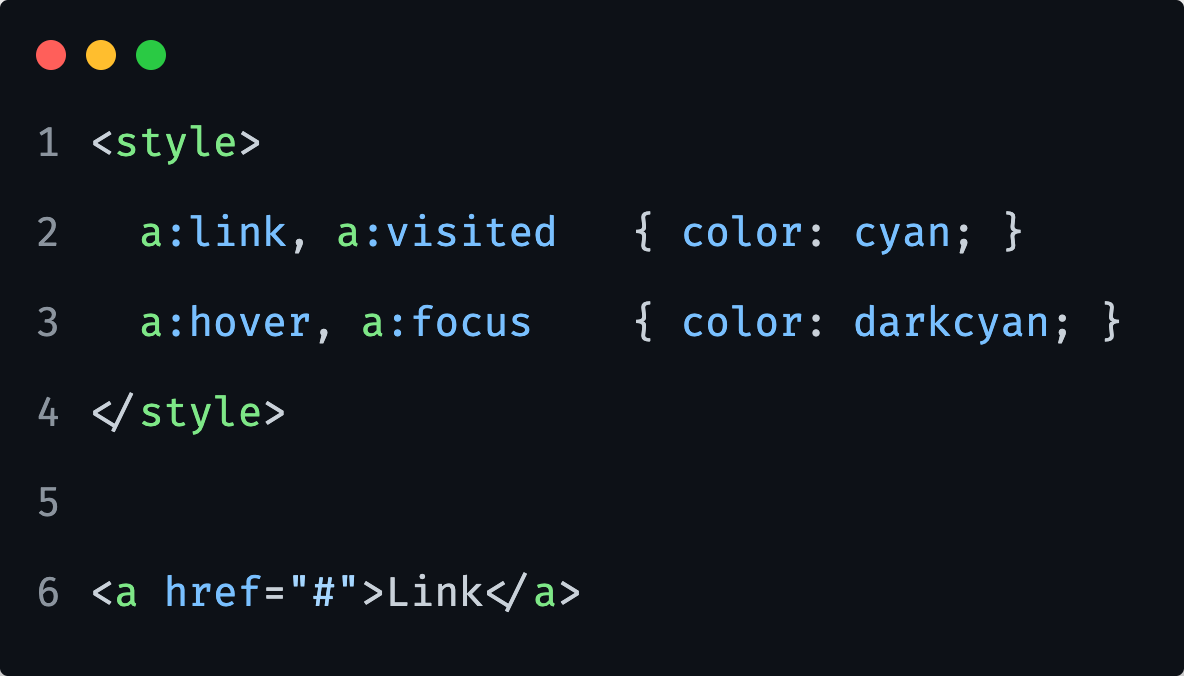 1 <style>
2   a:link, a:visited   { color: cyan; }
3   a:hover, a:focus    { color: darkcyan; }
4 </style>
5
6 <a href="#">Link</a>